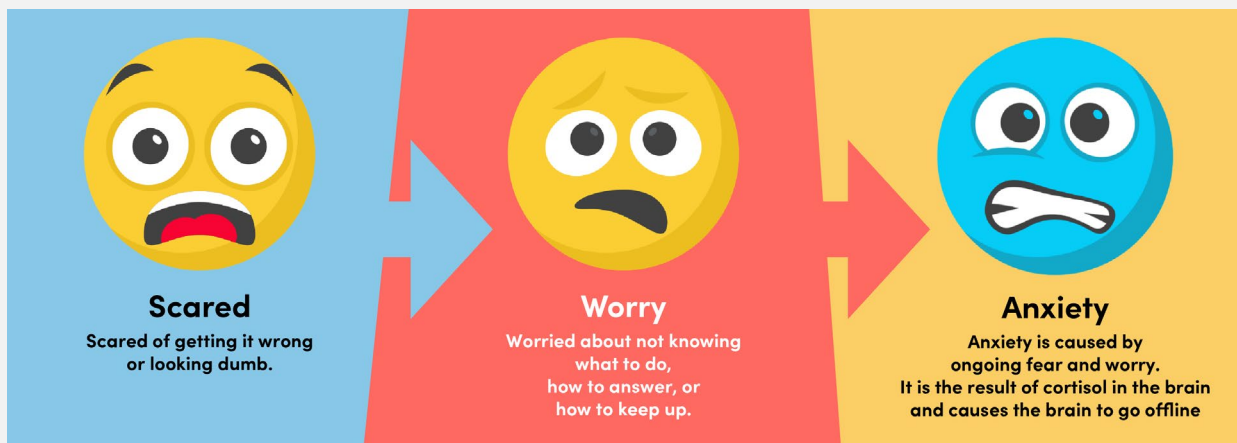 Scared
Scared of getting it wrong
or looking dumb.
Worry
Worried about not knowing
what to do,
how to answer, or
how to keep up.
Anxiety
Anxiety is caused by
ongoing fear and worry.
It is the result of cortisol in the brain
and causes the brain to go offline